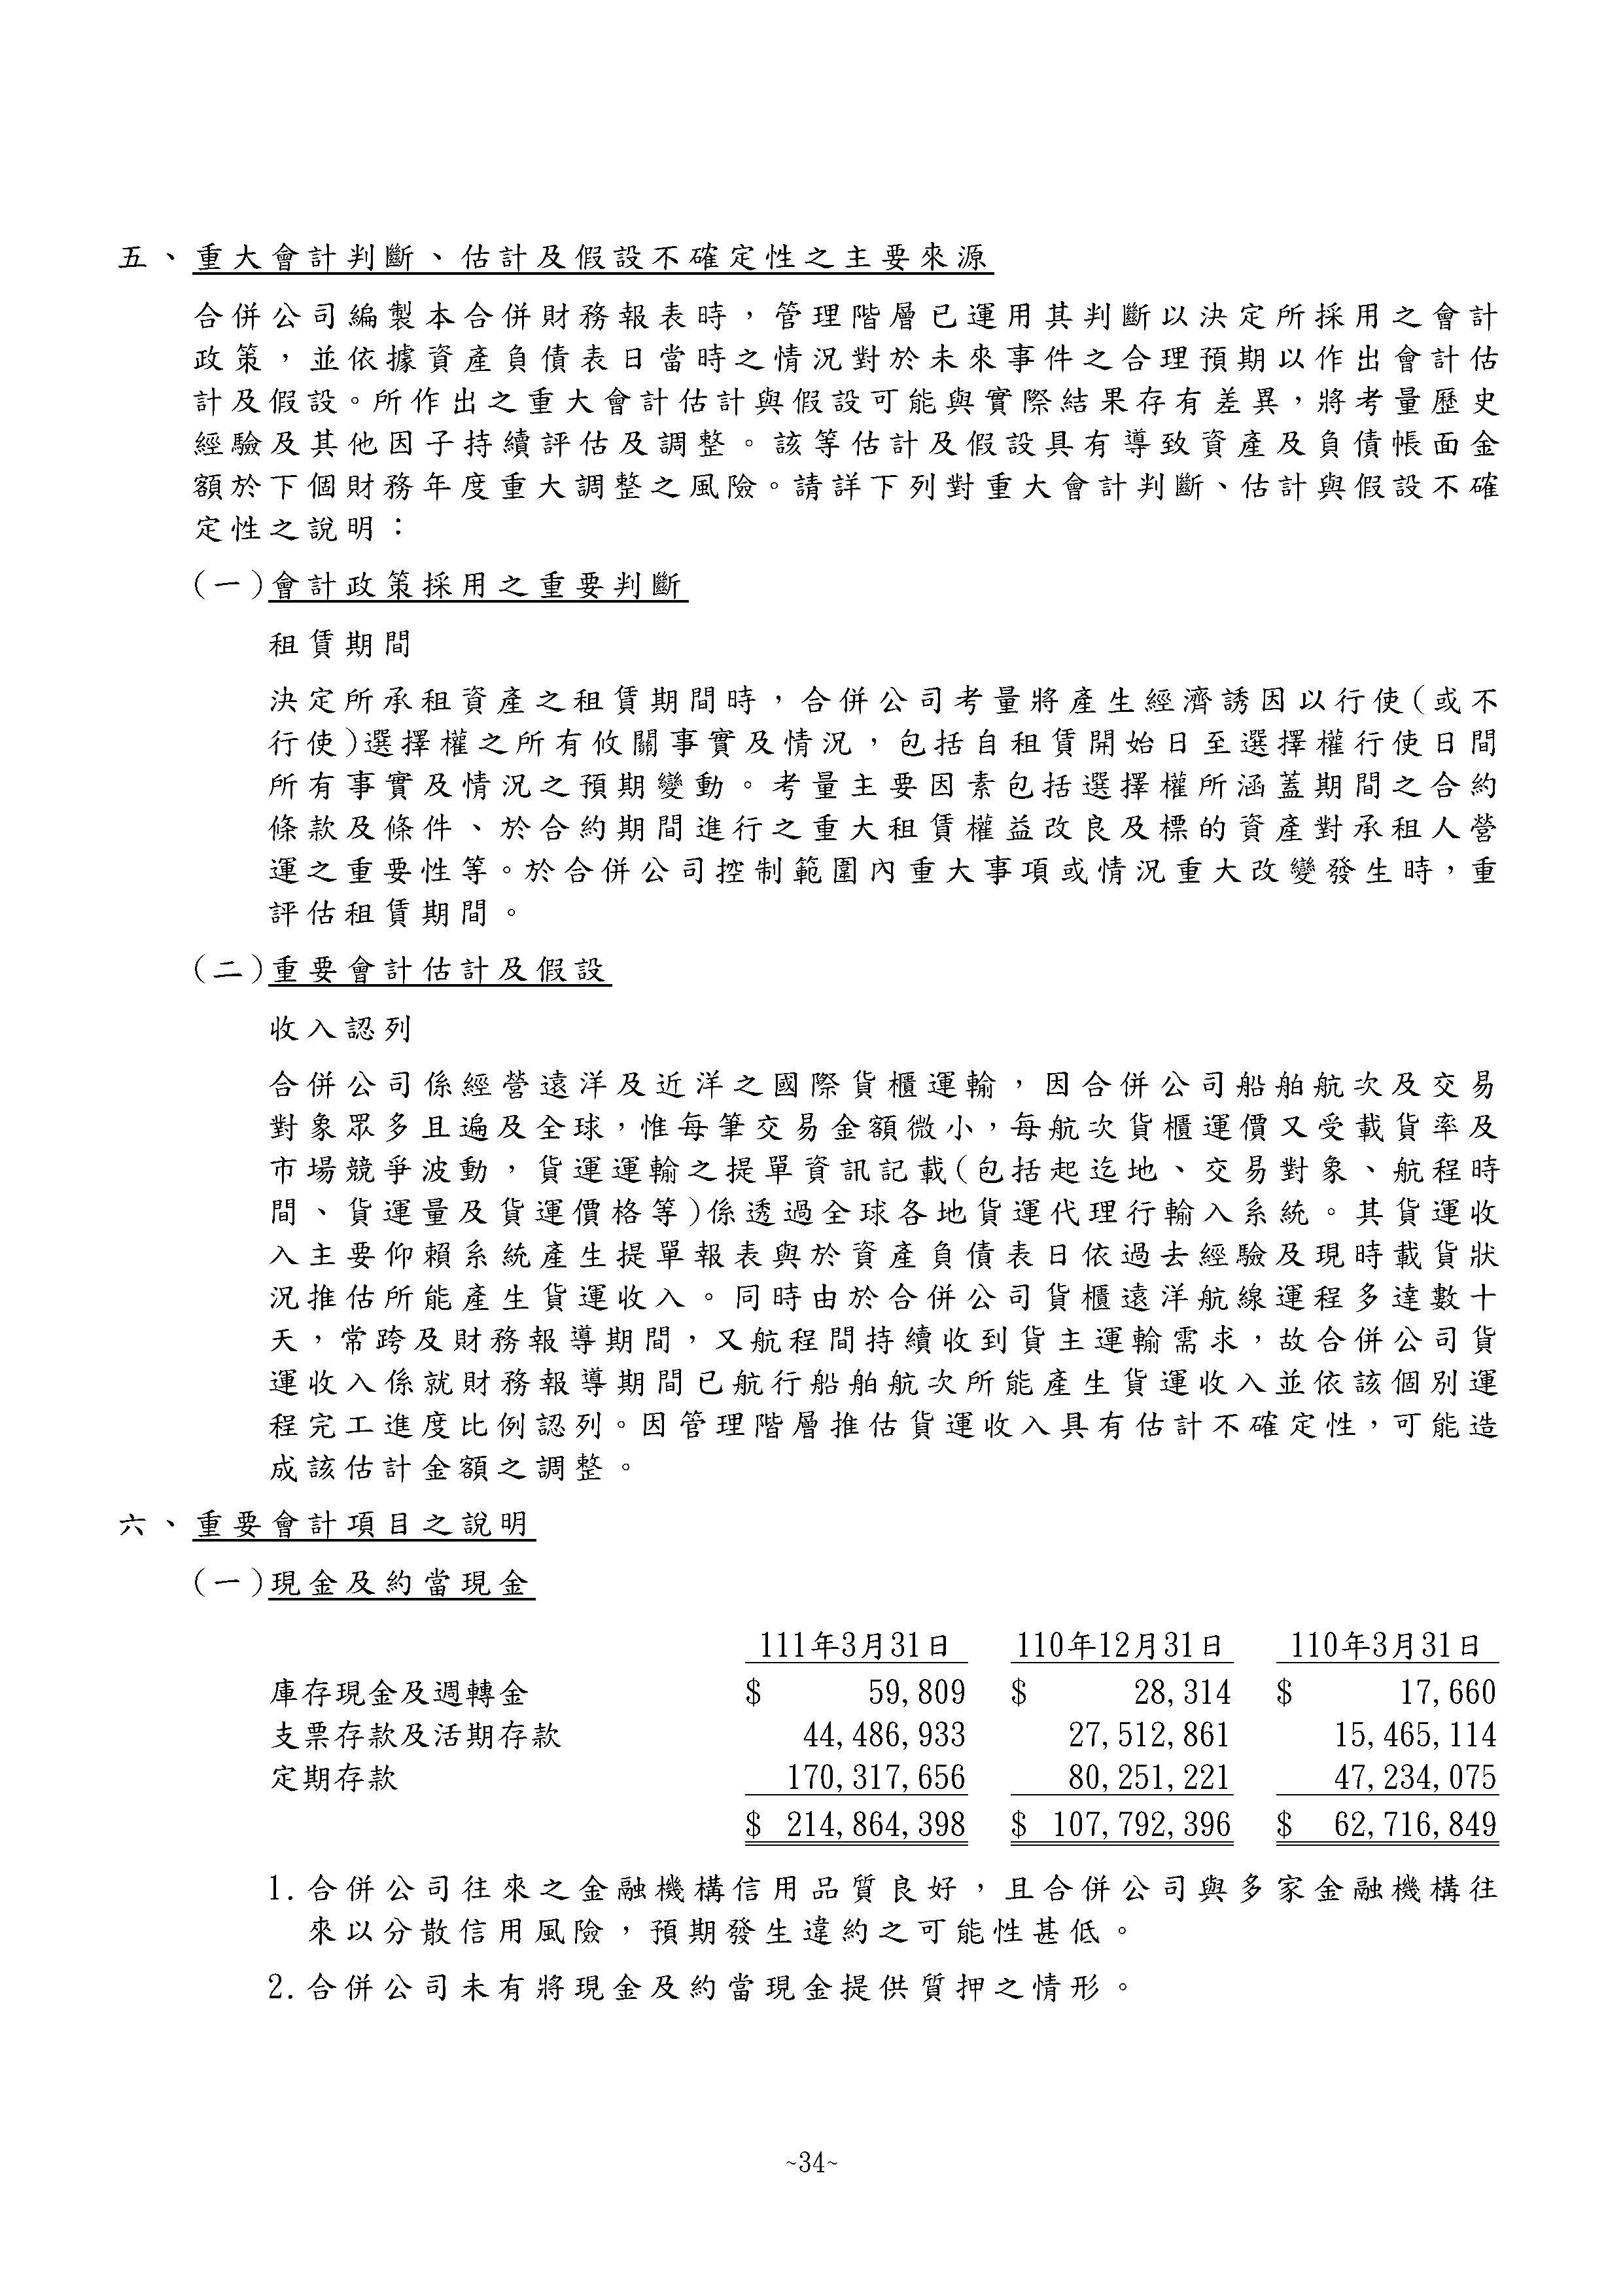 五、重大會計判斷、估計及假設不確定性之主要來源
合併公司編製本合併財務報表時，管理階層已運用其判斷以決定所採用之會計
政策，並依據資產負債表日當時之情況對於未來事件之合理預期以作出會計估
計及假設。所作出之重大會計估計與假設可能與實際結果存有差異，將考量歷史
經驗及其他因子持續評估及調整。該等估計及假設具有導致資產及負債帳面金
額於下個財務年度重大調整之風險。請詳下列對重大會計判斷、估計與假設不確
定性之說明：
(一)會計政策採用之重要判斷
租賃期間
決定所承租資產之租賃期間時，合併公司考量將產生經濟誘因以行使(或不
行使)選擇權之所有攸關事實及情況，包括自租賃開始日至選擇權行使日間
所有事實及情況之預期變動。考量主要因素包括選擇權所涵蓋期間之合約
條款及條件、於合約期間進行之重大租賃權益改良及標的資產對承租人營
運之重要性等。於合併公司控制範圍內重大事項或情況重大改變發生時，重
評估租賃期間。
(二)重要會計估計及假設
收入認列
合併公司係經營遠洋及近洋之國際貨櫃運輸，因合併公司船舶航次及交易
對象眾多且遍及全球，惟每筆交易金額微小，每航次貨櫃運價又受載貨率及
市場競爭波動，貨運運輸之提單資訊記載(包括起迄地、交易對象、航程時
間、貨運量及貨運價格等)係透過全球各地貨運代理行輸入系統。其貨運收
入主要仰賴系統產生提單報表與於資產負債表日依過去經驗及現時載貨狀
況推估所能產生貨運收入。同時由於合併公司貨櫃遠洋航線運程多達數十
天，常跨及財務報導期間，又航程間持續收到貨主運輸需求，故合併公司貨
運收入係就財務報導期間已航行船舶航次所能產生貨運收入並依該個別運
程完工進度比例認列。因管理階層推估貨運收入具有估計不確定性，可能造
成該估計金額之調整。
六、重要會計項目之說明
(一)現金及約當現金
111年3月31日 110年12月31日 110年3月31日
庫存現金及週轉金 $ 59,809 $ 28,314 $ 17,660
支票存款及活期存款 44,486,933 27,512,861 15,465,114
定期存款 170,317,656 80,251,221 47,234,075
$ 214,864,398 $ 107,792,396 $ 62,716,849
1.合併公司往來之金融機構信用品質良好，且合併公司與多家金融機構往
來以分散信用風險，預期發生違約之可能性甚低。
2.合併公司未有將現金及約當現金提供質押之情形。
~34~